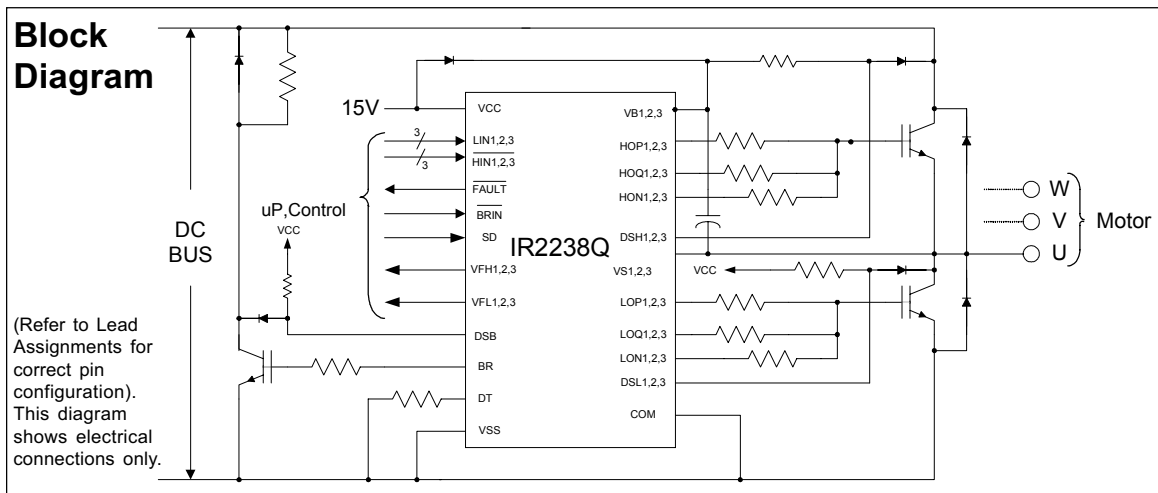 Block
Diagram
15V
VCC
3
LIN1,2,3
3
HIN1,2,3
FAULT
uP,Control
BRIN
VCC
SD
VFH1,2,3
VFL1,2,3
DSB
BR
DT
VSS
IR2238Q
VB1,2,3
HOP1,2,3
HOQ1,2,3
HON1,2,3
DSH1,2,3
VS1,2,3
VCC
LOP1,2,3
LOQ1,2,3
LON1,2,3
DSL1,2,3
COM
W
V
U
Motor
DC
BUS
(Refer to Lead
Assignments for
correct pin
configuration).
This diagram
shows electrical
connections only.